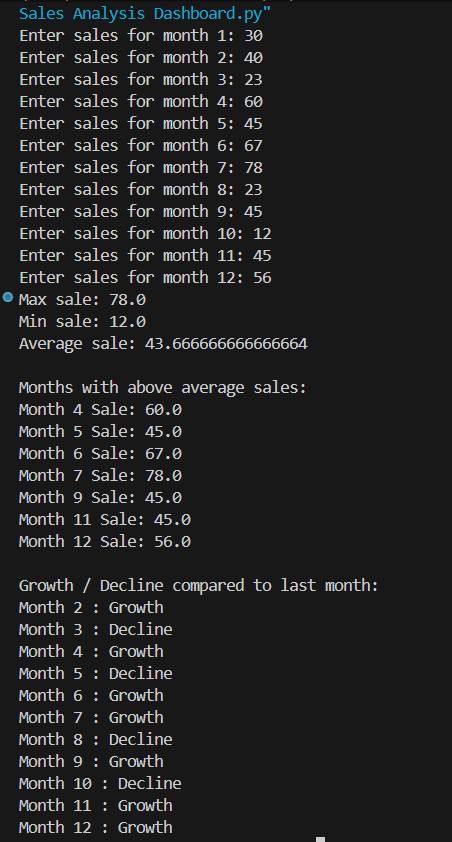 Sales Analysis Dashboard.py"
Enter sales for month 1: 30
Enter sales for month 2: 40
Enter sales for month 3: 23
Enter sales for month 4: 60
Enter sales for month 5: 45
Enter sales for month 6: 67
Enter sales for month 7: 78
Enter sales for month 8: 23
Enter sales for month 9: 45
Enter sales for month 10: 12
Enter sales for month 11: 45
Enter sales for month 12: 56
Max sale: 78.0
Min sale: 12.0
Average sale: 43.666666666666664

Months with above average sales:
Month 4 Sale: 60.0
Month 5 Sale: 45.0
Month 6 Sale: 67.0
Month 7 Sale: 78.0
Month 9 Sale: 45.0
Month 11 Sale: 45.0
Month 12 Sale: 56.0

Growth / Decline compared to last month:
Month 2 : Growth
Month 3 : Decline
Month 4 : Growth
Month 5 : Decline
Month 6 : Growth
Month 7 : Growth
Month 8 : Decline
Month 9 : Growth
Month 10 : Decline
Month 11 : Growth
Month 12 : Growth